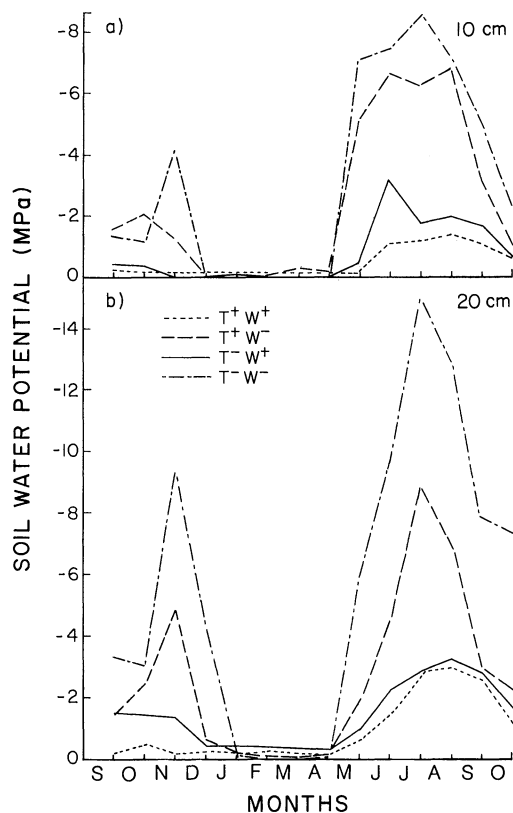 a)
10 cm
-8
-6
-4
-2
0
SOIL WATER POTENTIAL (MPa)
b)
20 cm
T⁺ W⁺
T⁺ W⁻
T⁻ W⁺
T⁻ W⁻
-14
-12
-10
-8
-6
-4
-2
0
S O N D J F M A M J J A S O
MONTHS